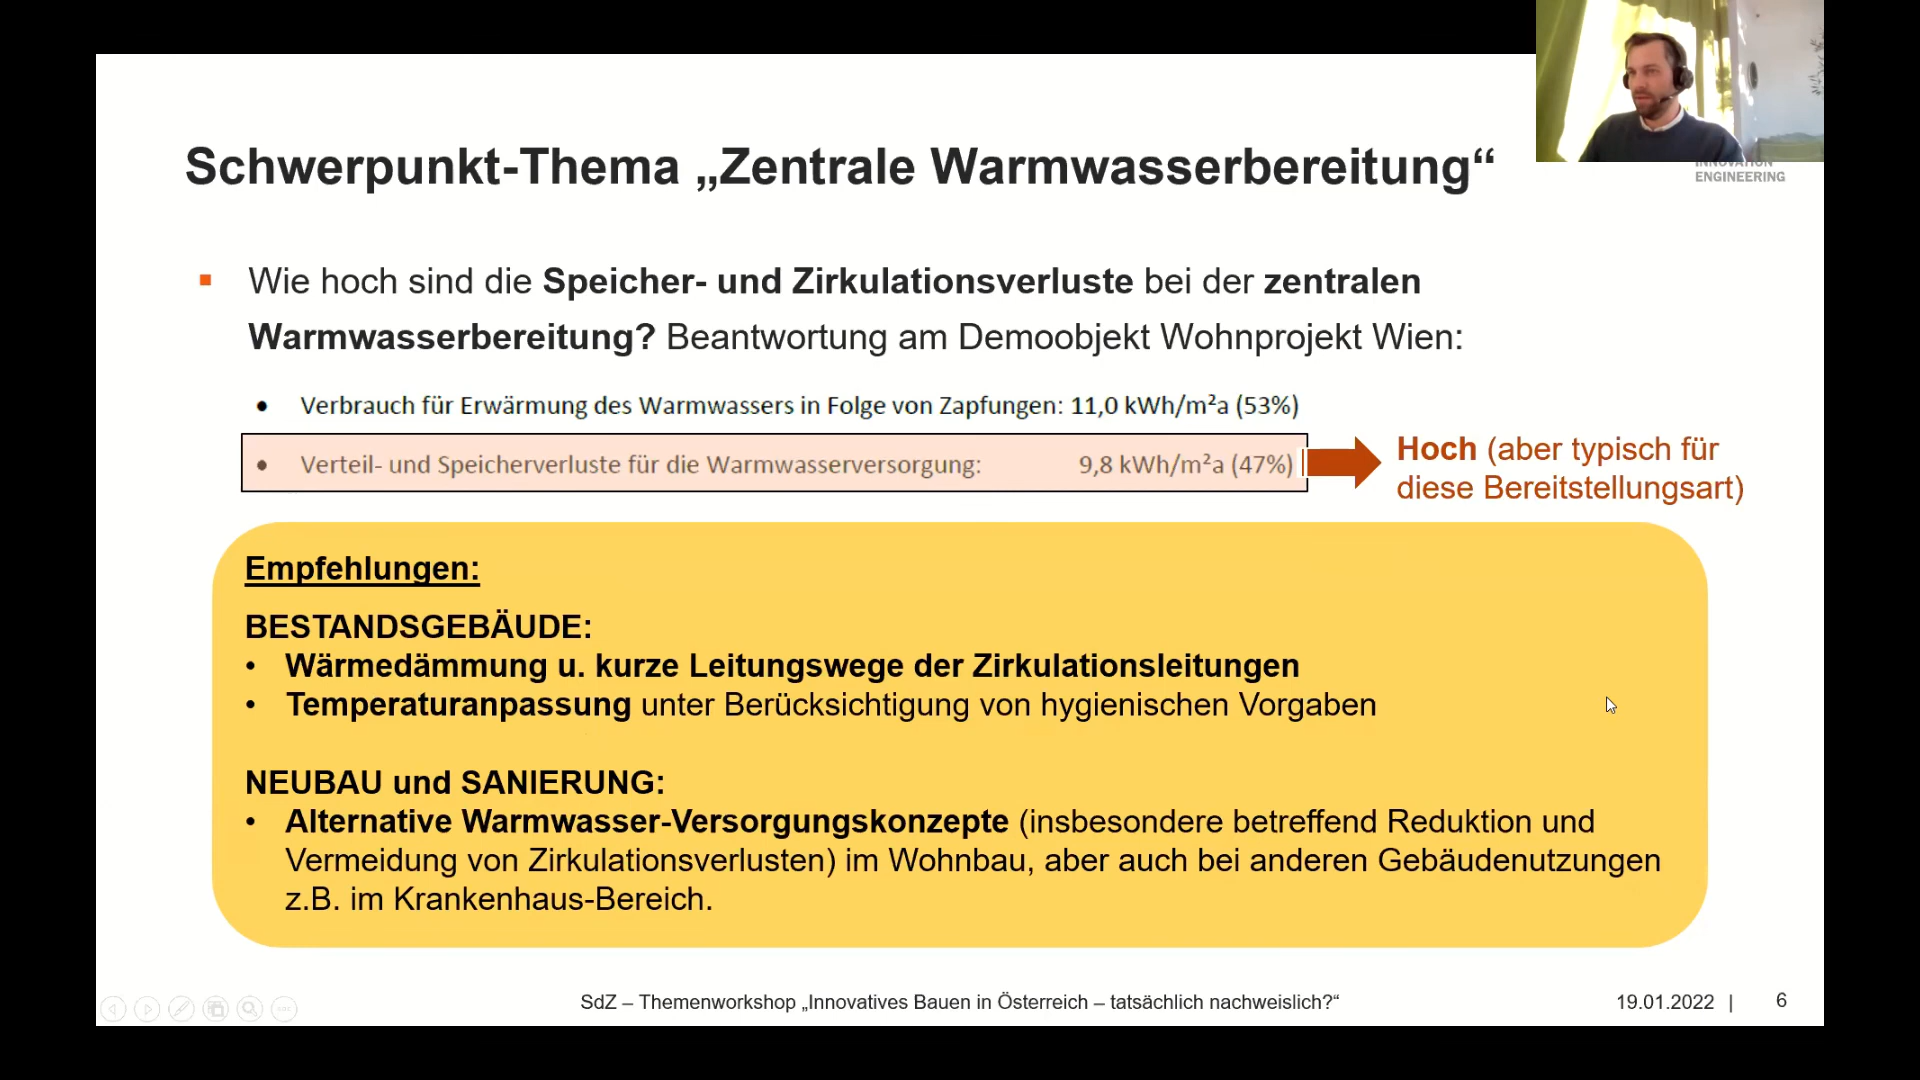 INNOVATION
ENGINEERING
Schwerpunkt-Thema „Zentrale Warmwasserbereitung“
▪ Wie hoch sind die Speicher- und Zirkulationsverluste bei der zentralen
Warmwasserbereitung? Beantwortung am Demoobjekt Wohnprojekt Wien:
• Verbrauch für Erwärmung des Warmwassers in Folge von Zapfungen: 11,0 kWh/m²a (53%)
• Verteil- und Speicherverluste für die Warmwasserversorgung: 9,8 kWh/m²a (47%)
Hoch (aber typisch für
diese Bereitstellungsart)
Empfehlungen:
BESTANDSGEBÄUDE:
• Wärmedämmung u. kurze Leitungswege der Zirkulationsleitungen
• Temperaturanpassung unter Berücksichtigung von hygienischen Vorgaben
NEUBAU und SANIERUNG:
• Alternative Warmwasser-Versorgungskonzepte (insbesondere betreffend Reduktion und
Vermeidung von Zirkulationsverlusten) im Wohnbau, aber auch bei anderen Gebäudenutzungen
z.B. im Krankenhaus-Bereich.
SdZ – Themenworkshop „Innovatives Bauen in Österreich – tatsächlich nachweislich?“
19.01.2022 | 6